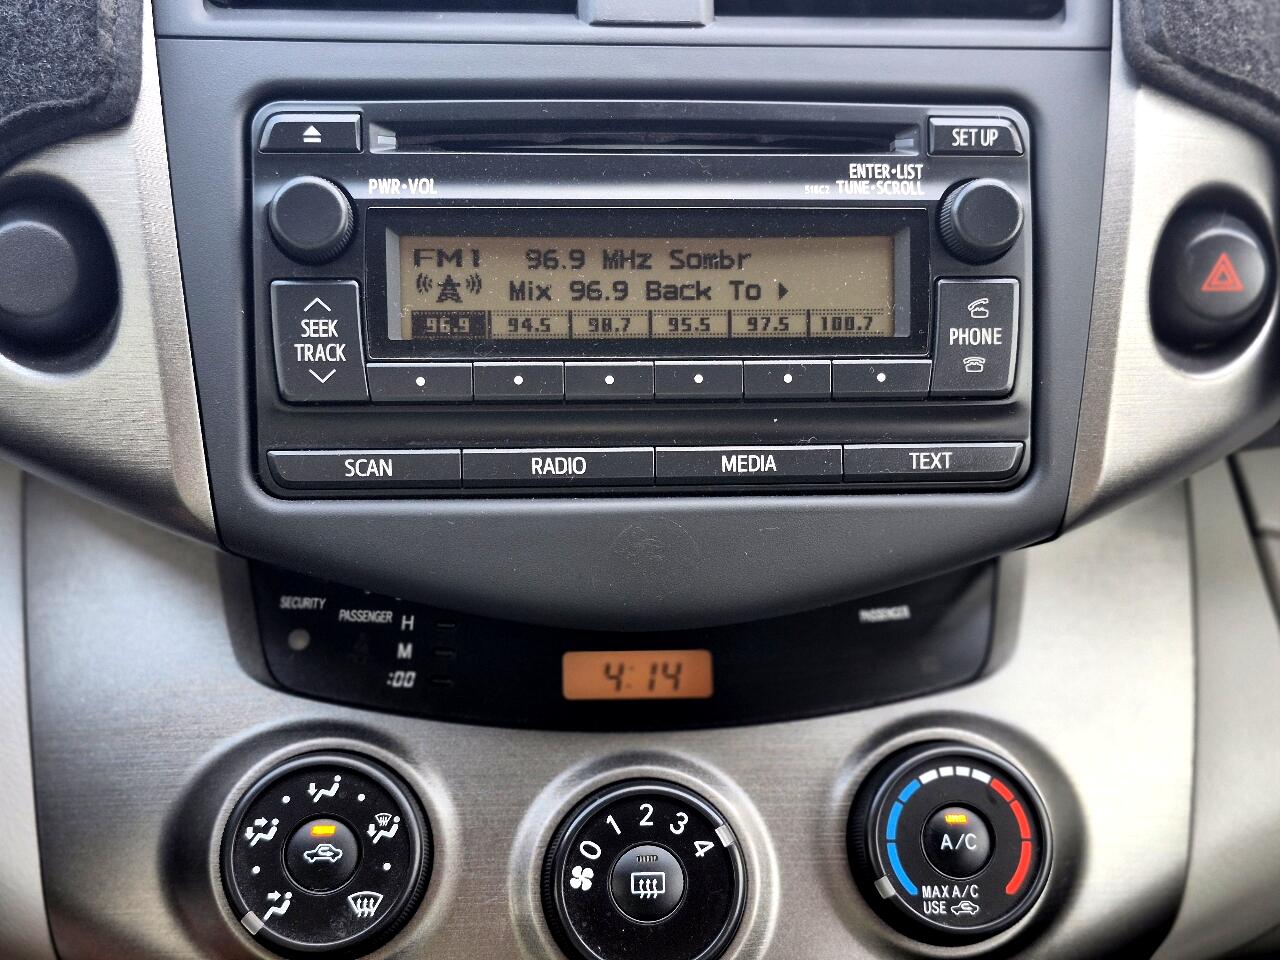 SET UP
PWR•VOL
ENTER•LIST
518C2 TUNE•SCROLL
FM1 96.9 MHz Sombr
Mix 96.9 Back To
96.9 94.5 98.7 95.5 97.5 100.7
SEEK
TRACK
PHONE
SCAN RADIO MEDIA TEXT
SECURITY
PASSENGER
PASSENGER
H
M
:00
4:14
0 1 2 3 4
A/C
MAX A/C
USE